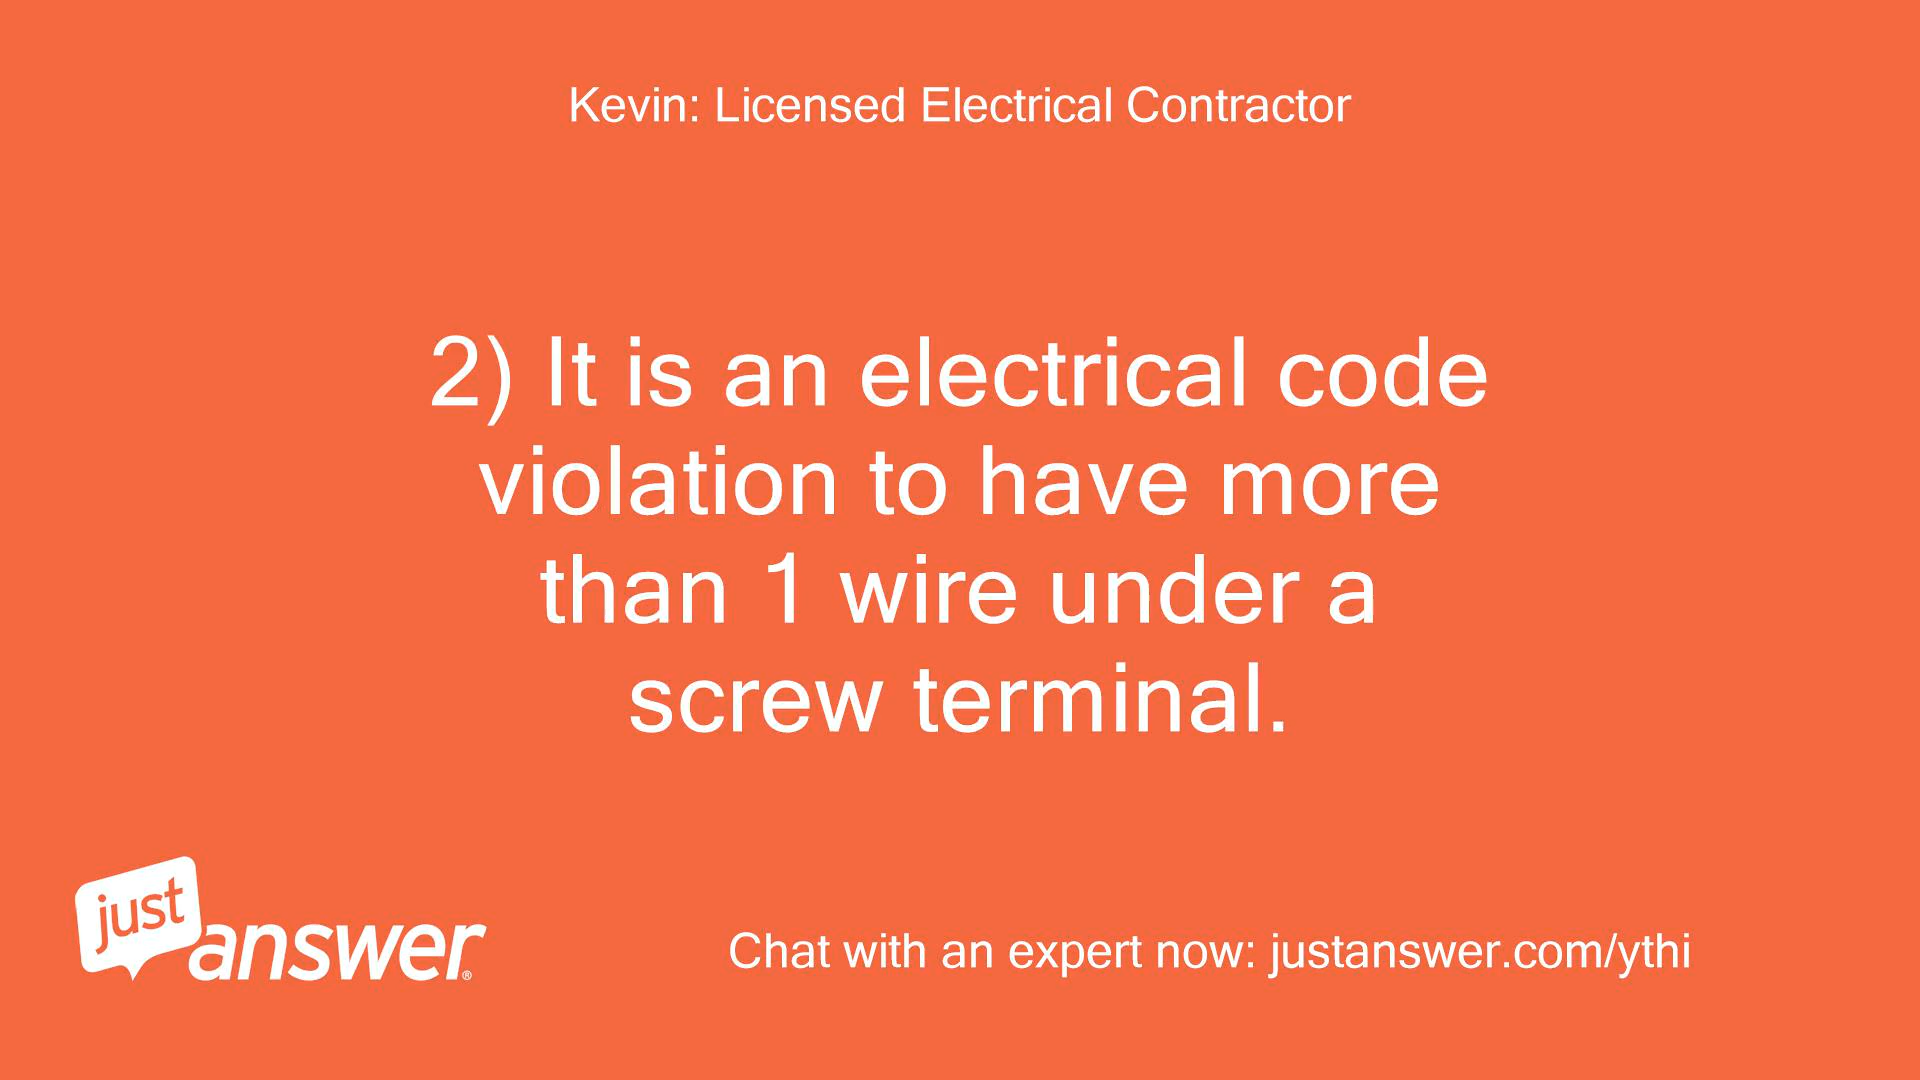 Kevin: Licensed Electrical Contractor
2) It is an electrical code
violation to have more
than 1 wire under a
screw terminal.
just
answer®
Chat with an expert now: justanswer.com/ythi